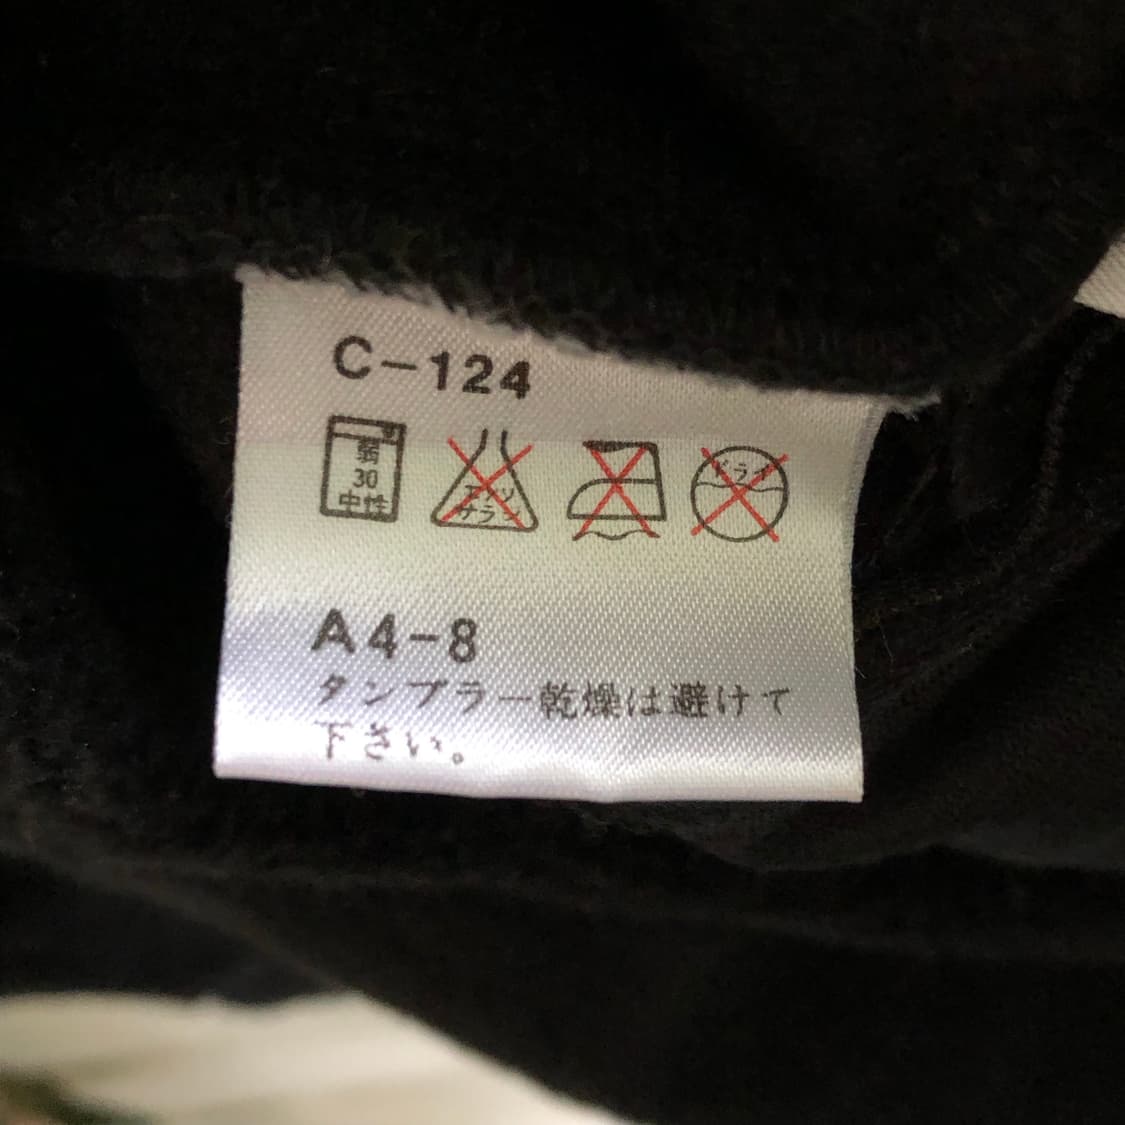 C-124
弱
30
中性
エンソ
サラシ
ドライ
A4-8
タンブラー乾燥は避けて
下さい。